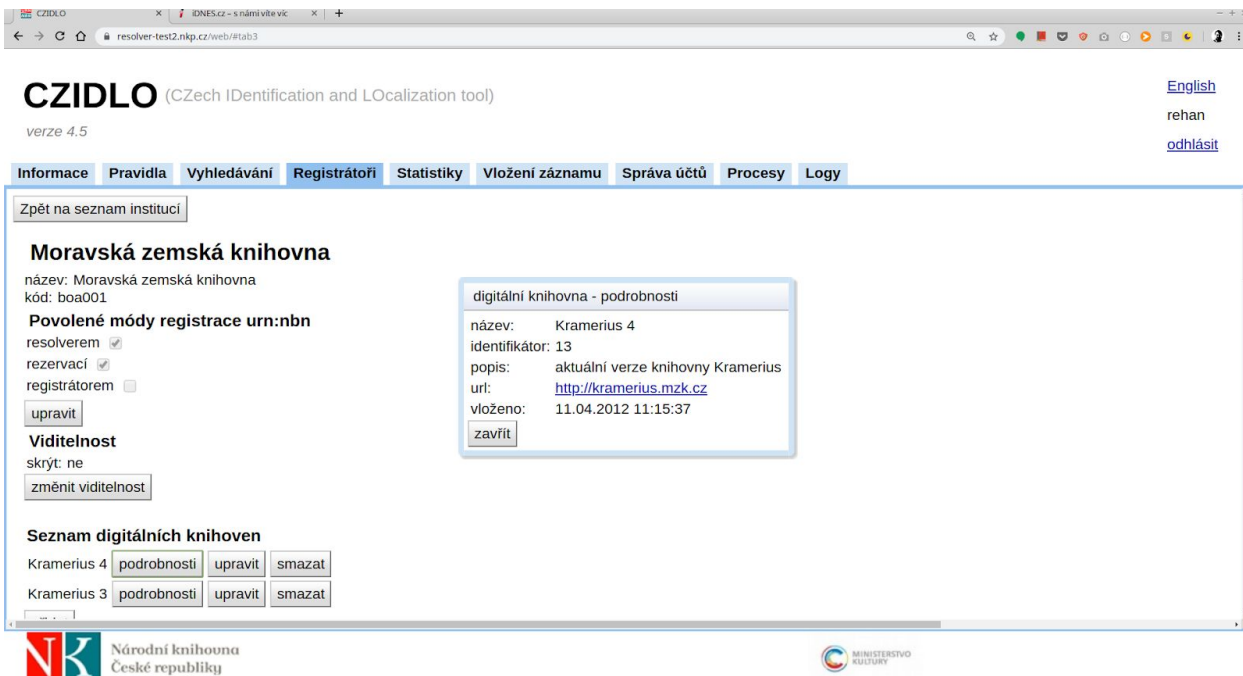 CZIDLO
iDNES.cz – s námi víte víc
resolver-test2.nkp.cz/web/#tab3
CZIDLO (CZech IDentification and LOcalization tool)
verze 4.5
English
rehan
odhlásit
Informace Pravidla Vyhledávání Registrátoři Statistiky Vložení záznamu Správa účtů Procesy Logy
Zpět na seznam institucí
Moravská zemská knihovna
název: Moravská zemská knihovna
kód: boa001
Povolené módy registrace urn:nbn
resolverem
rezervací
registrátorem
upravit
Viditelnost
skrýt: ne
změnit viditelnost
Seznam digitálních knihoven
Kramerius 4 podrobnosti upravit smazat
Kramerius 3 podrobnosti upravit smazat
digitální knihovna - podrobnosti
název: Kramerius 4
identifikátor: 13
popis: aktuální verze knihovny Kramerius
url: http://kramerius.mzk.cz
vloženo: 11.04.2012 11:15:37
zavřít
NK
Národní knihovna
České republiky
MINISTERSTVO
KULTURY